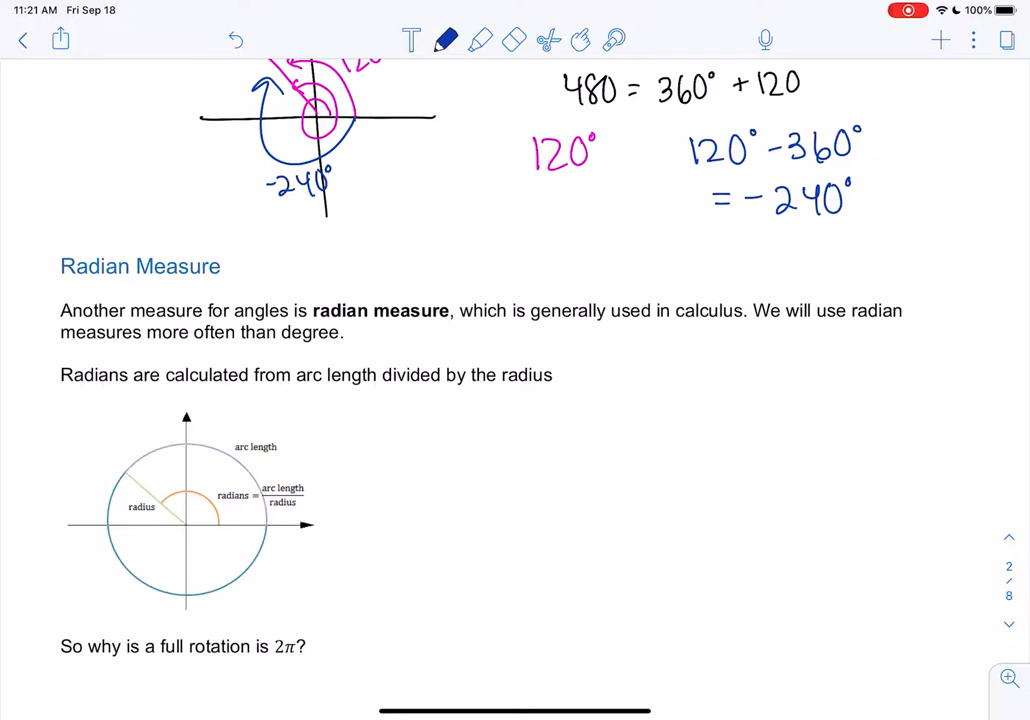 11:21 AM Fri Sep 18
100%
120
480 = 360° + 120
120°
120° - 360°
-240°
= - 240°
Radian Measure
Another measure for angles is radian measure, which is generally used in calculus. We will use radian
measures more often than degree.
Radians are calculated from arc length divided by the radius
arc length
radians = arc length
radius
radius
2
/
8
So why is a full rotation is 2π?